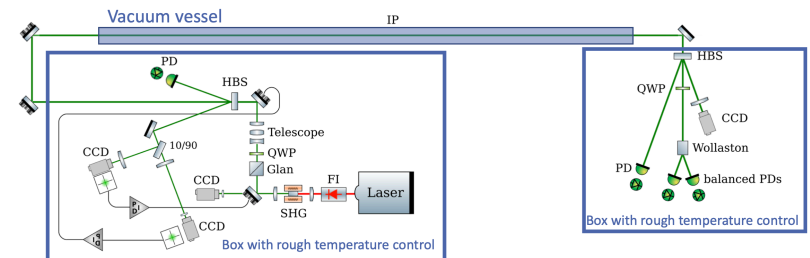 Vacuum vessel
IP
PD
HBS
HBS
QWP
CCD
Telescope
10/90
CCD
QWP
Wollaston
Glan
CCD
FI
Laser
PD
balanced PDs
SHG
PID
CCD
PID
Box with rough temperature control
Box with rough temperature control